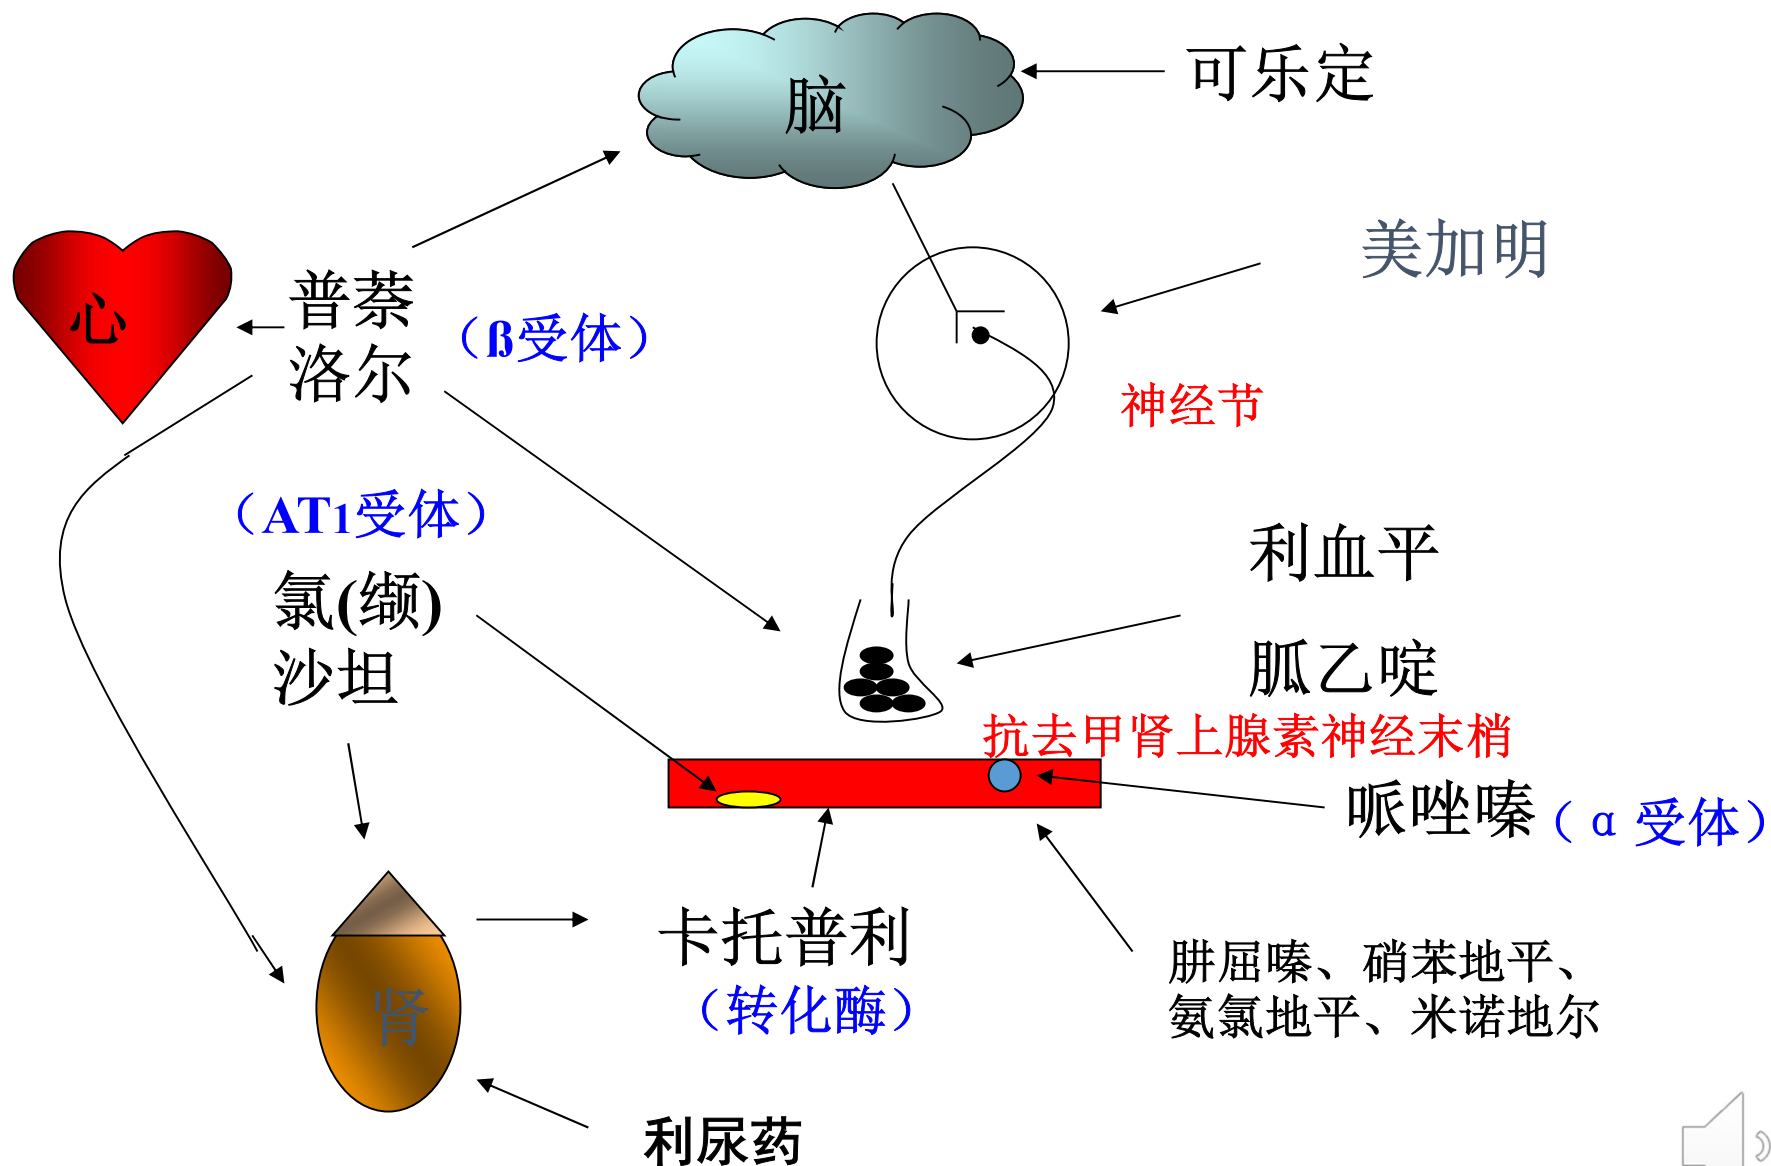 脑
可乐定
美加明
心
普萘
洛尔
（ß受体）
神经节
（AT1受体）
氯(缬)
沙坦
利血平
胍乙啶
抗去甲肾上腺素神经末梢
哌唑嗪（α受体）
卡托普利
（转化酶）
肼屈嗪、硝苯地平、
氨氯地平、米诺地尔
肾
利尿药